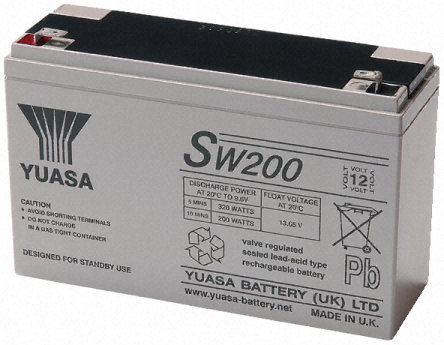 YUASA
CAUTION
• AVOID SHORTING TERMINALS
• DO NOT CHARGE
IN A GAS TIGHT CONTAINER
DESIGNED FOR STANDBY USE
SW200
DISCHARGE POWER
AT 20°C TO 9.6V
FLOAT VOLTAGE
AT 20°C
5 MINS 320 WATTS
10 MINS 200 WATTS
13.65 V
VOLT
VOLT 12 VOLT
VOLT
valve regulated
sealed lead-acid type
rechargeable battery
Pb
YUASA BATTERY (UK) LTD
www.yuasa-battery.net
MADE IN U.K.